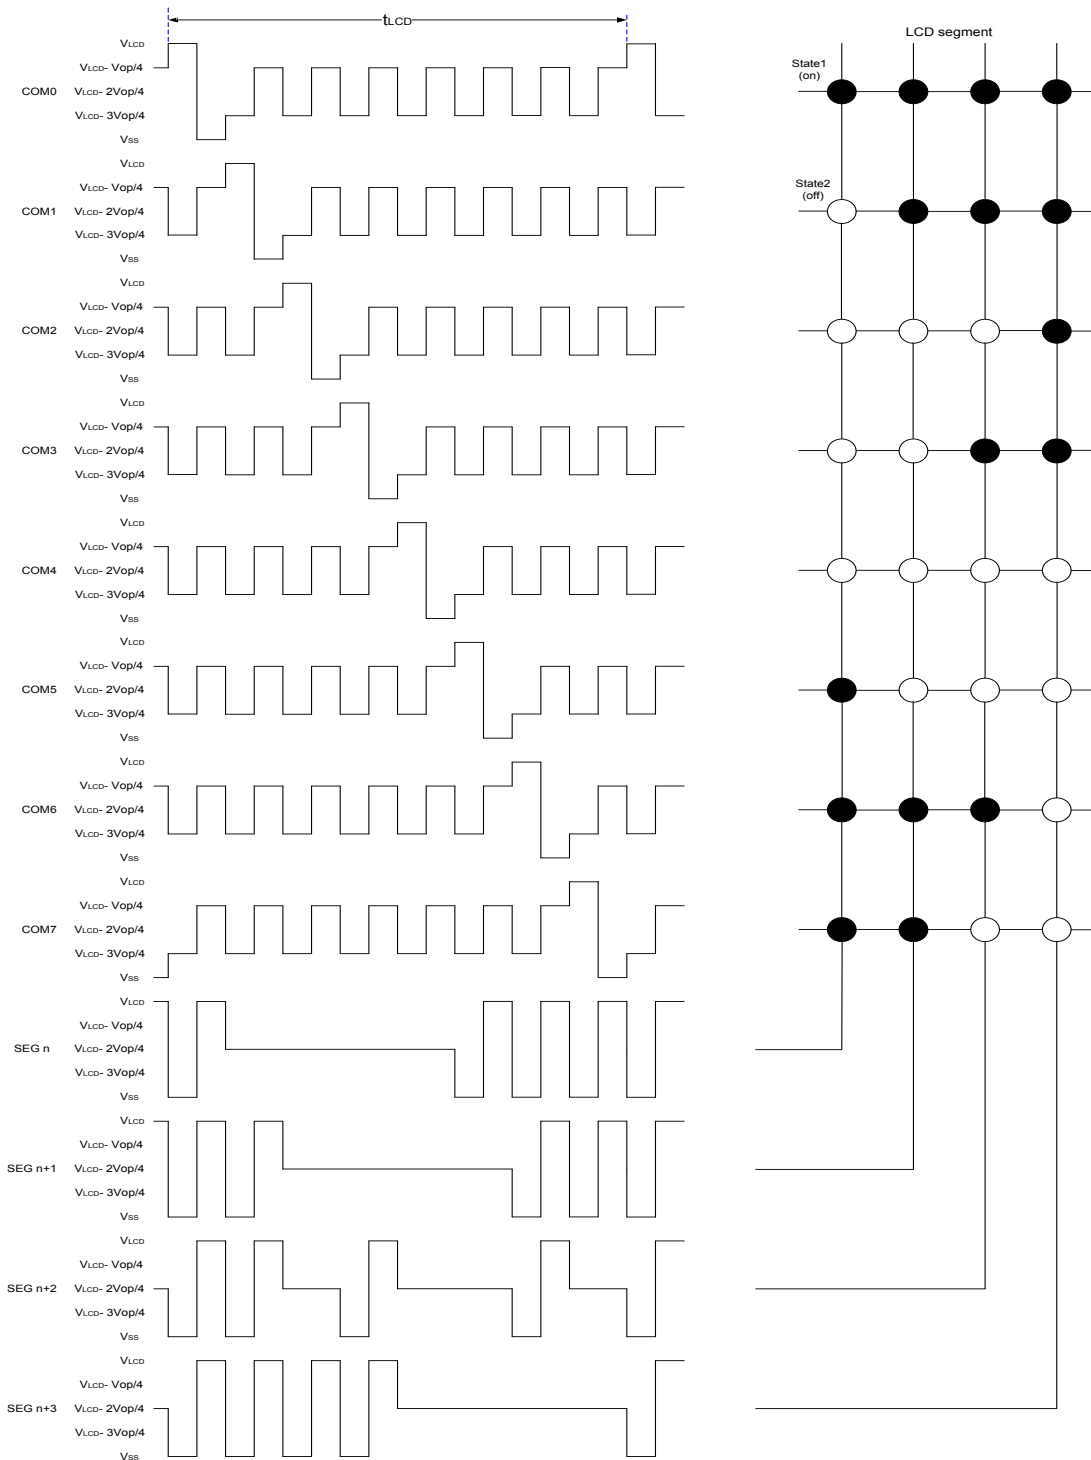 tLCD
LCD segment
VLCD
State1
(on)
VLCD- Vop/4
COM0 VLCD- 2Vop/4
VLCD- 3Vop/4
VSS
VLCD
VLCD- Vop/4
State2
(off)
COM1 VLCD- 2Vop/4
VLCD- 3Vop/4
VSS
VLCD
VLCD- Vop/4
COM2 VLCD- 2Vop/4
VLCD- 3Vop/4
VSS
VLCD
VLCD- Vop/4
COM3 VLCD- 2Vop/4
VLCD- 3Vop/4
VSS
VLCD
VLCD- Vop/4
COM4 VLCD- 2Vop/4
VLCD- 3Vop/4
VSS
VLCD
VLCD- Vop/4
COM5 VLCD- 2Vop/4
VLCD- 3Vop/4
VSS
VLCD
VLCD- Vop/4
COM6 VLCD- 2Vop/4
VLCD- 3Vop/4
VSS
VLCD
VLCD- Vop/4
COM7 VLCD- 2Vop/4
VLCD- 3Vop/4
VSS
VLCD
VLCD- Vop/4
SEG n VLCD- 2Vop/4
VLCD- 3Vop/4
VSS
VLCD
VLCD- Vop/4
SEG n+1 VLCD- 2Vop/4
VLCD- 3Vop/4
VSS
VLCD
VLCD- Vop/4
SEG n+2 VLCD- 2Vop/4
VLCD- 3Vop/4
VSS
VLCD
VLCD- Vop/4
SEG n+3 VLCD- 2Vop/4
VLCD- 3Vop/4
VSS